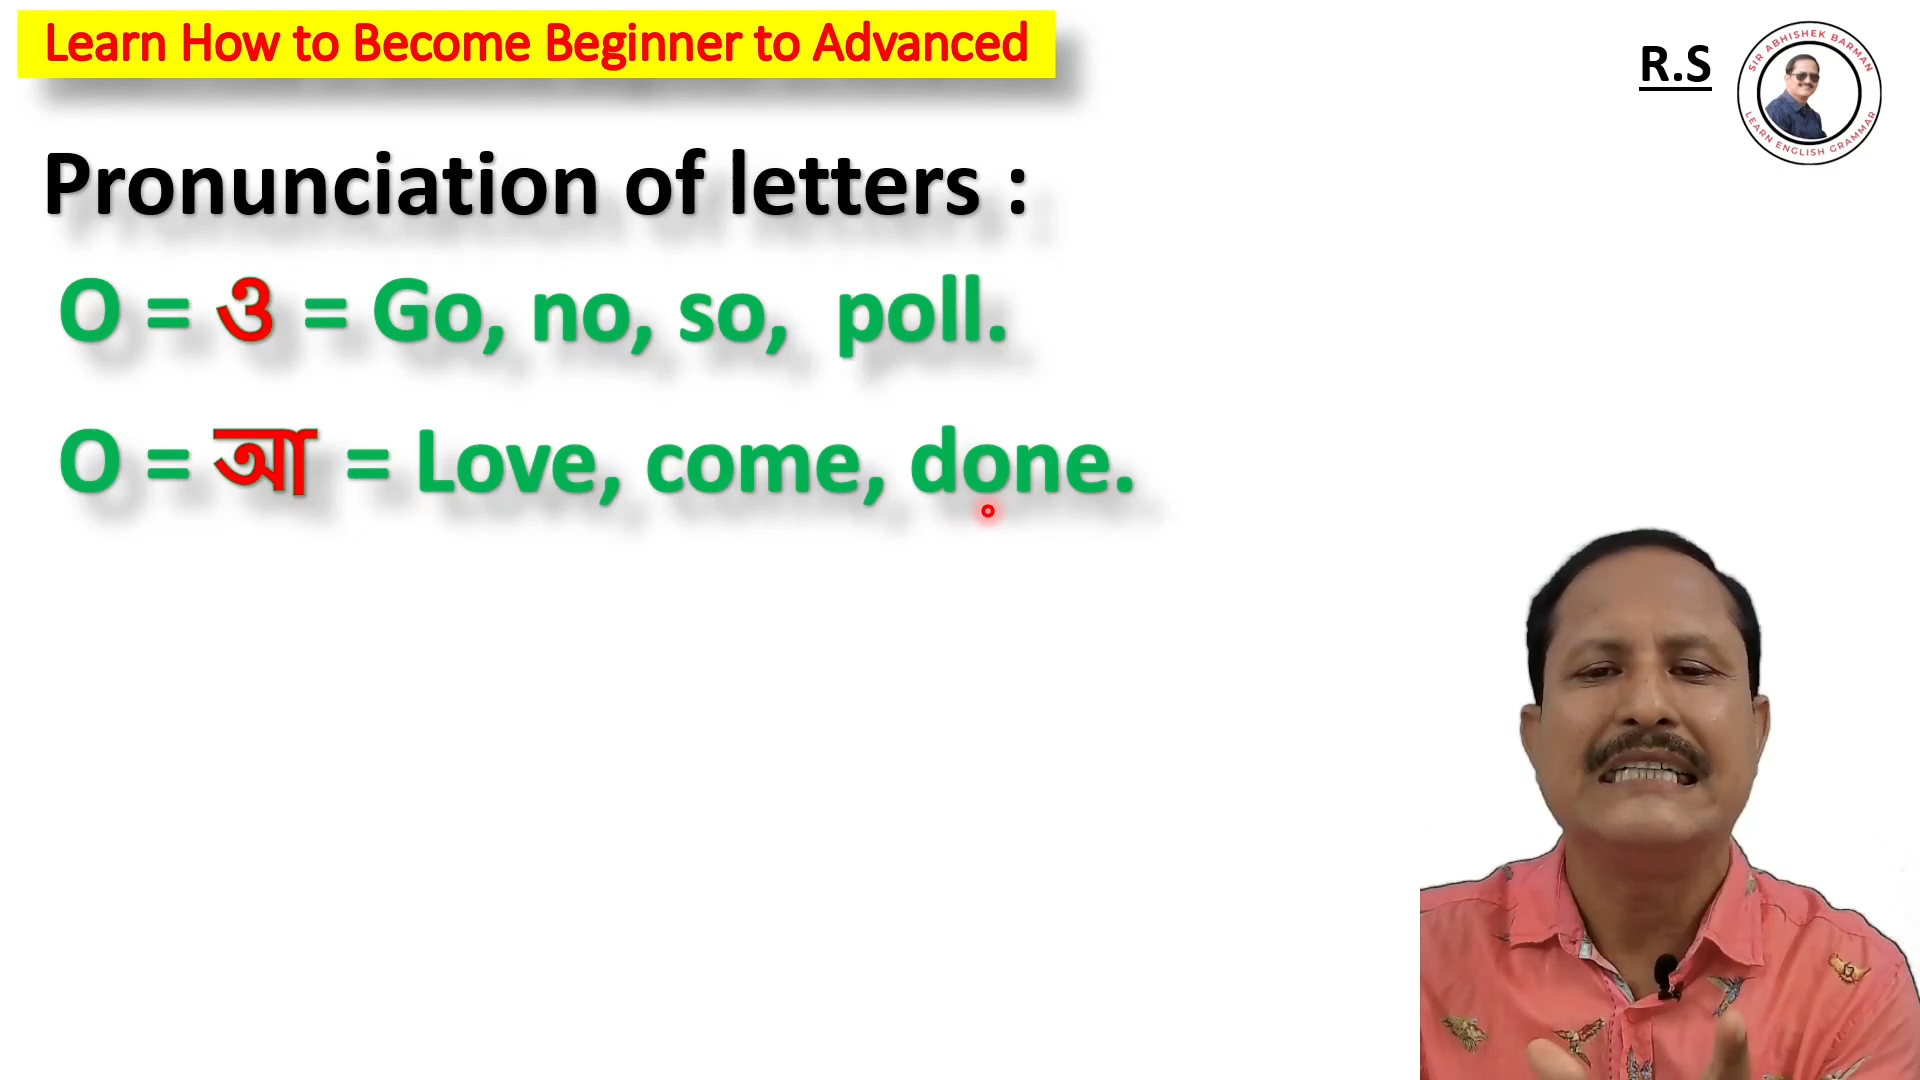 Learn How to Become Beginner to Advanced
R.S
SIR ABHISHEK BARMAN
LEARN ENGLISH GRAMMAR
Pronunciation of letters :
O = ও = Go, no, so, poll.
O = আ = Love, come, done.